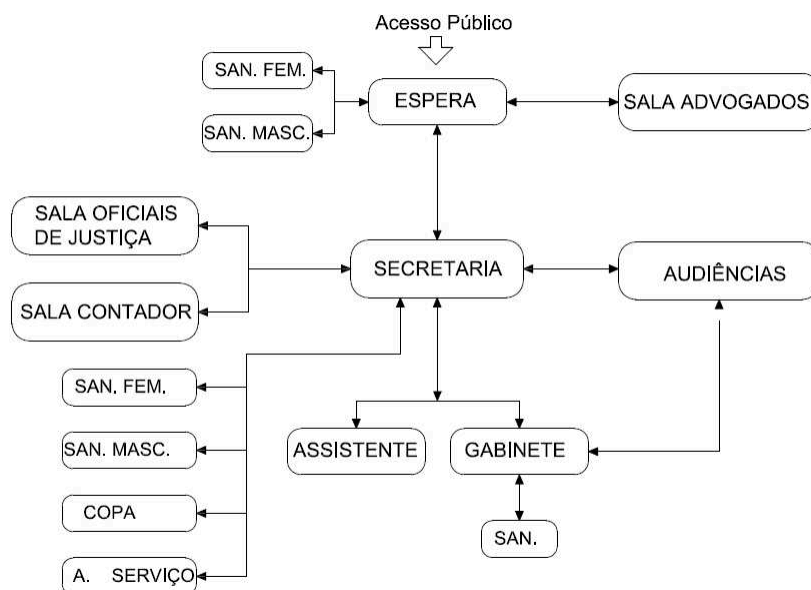 Acesso Público
SAN. FEM.
ESPERA
SALA ADVOGADOS
SAN. MASC.
SALA OFICIAIS
DE JUSTIÇA
SECRETARIA
AUDIÊNCIAS
SALA CONTADOR
SAN. FEM.
SAN. MASC.
ASSISTENTE
GABINETE
COPA
SAN.
A. SERVIÇO